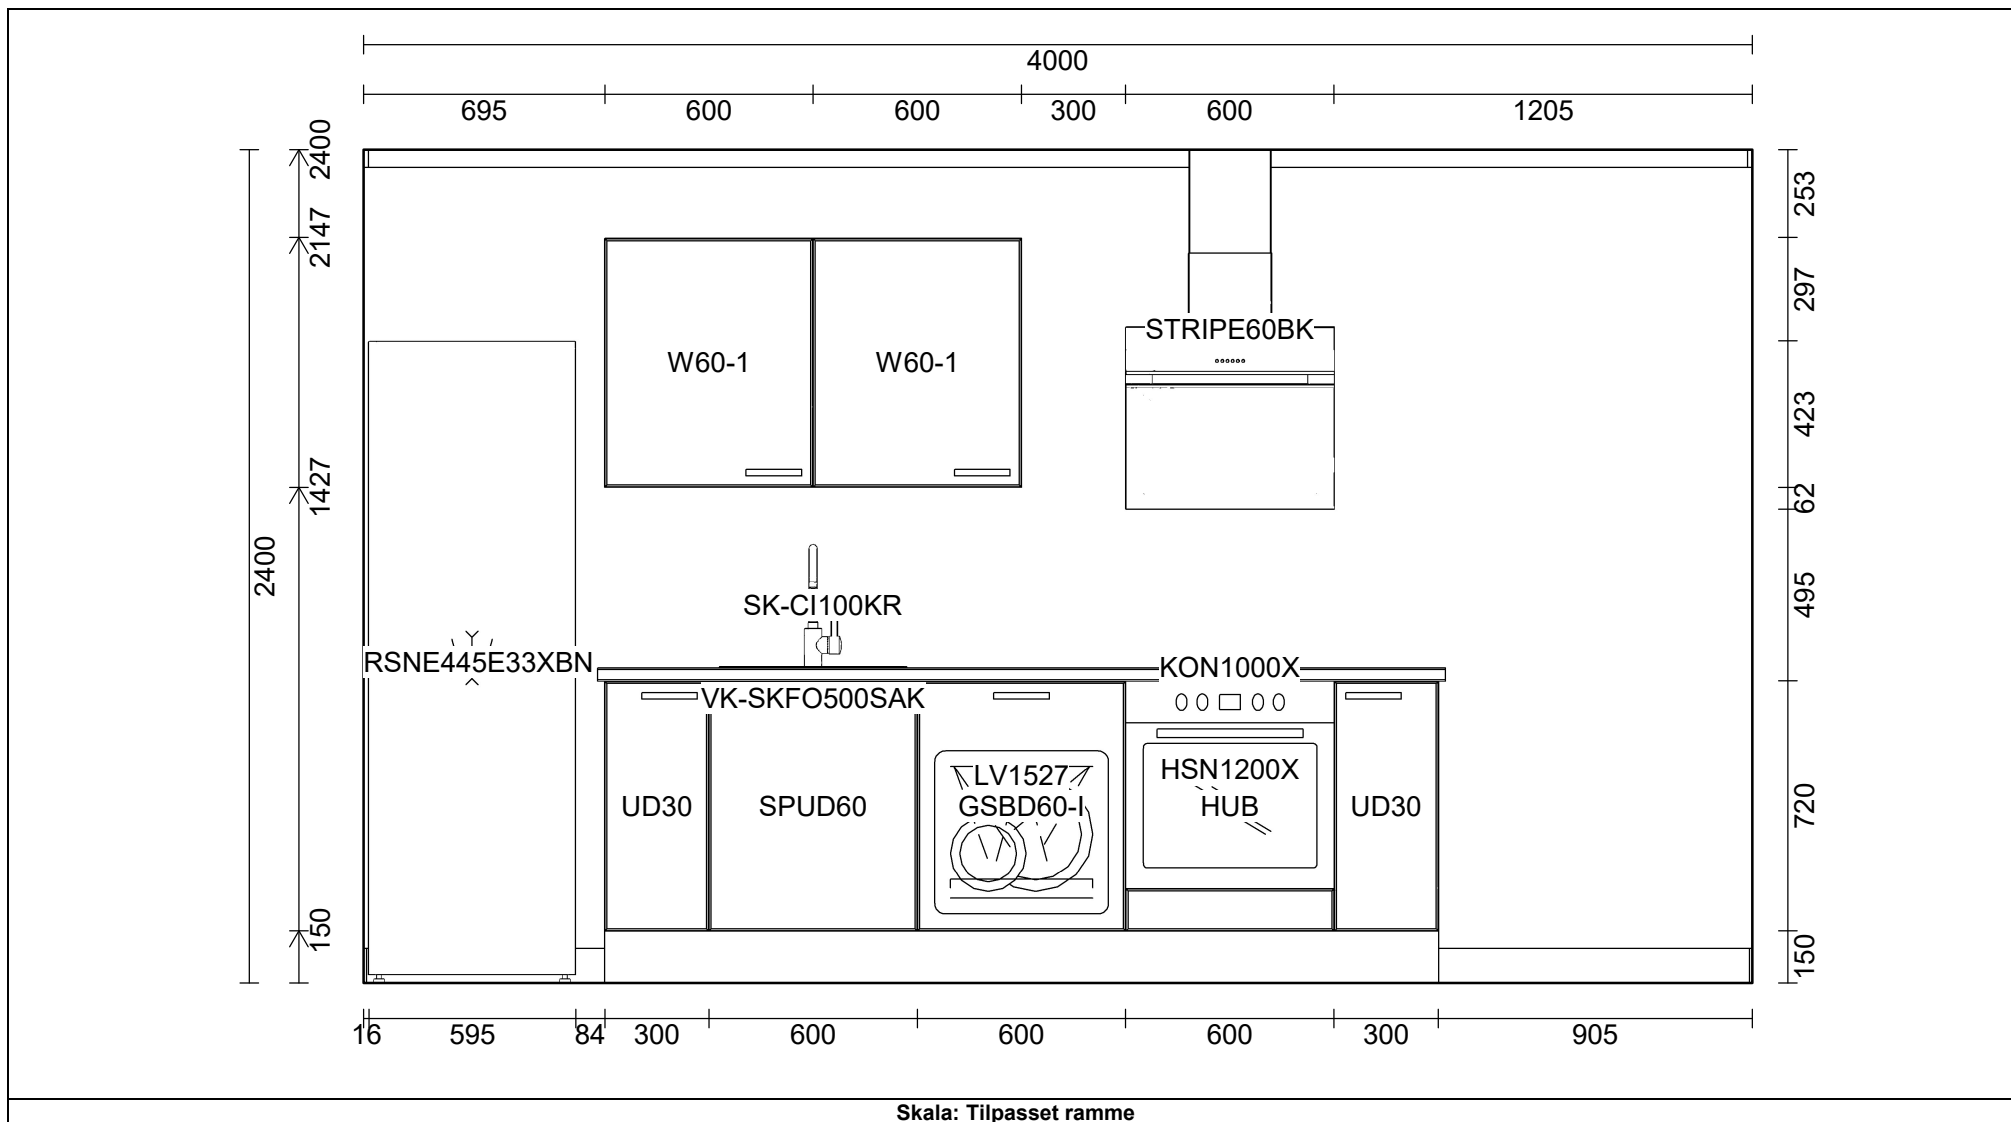 4000
695 600 600 300 600 1205
2400
2147
1427
150
2400
253
297
423
62
495
720
150
STRIPE60BK
W60-1 W60-1
SK-CI100KR
RSNE445E33XBN
KON1000X
VK-SKFO500SAK
LV1527 HSN1200X
UD30 SPUD60 GSBD60-I HUB UD30
16 595 84 300 600 600 600 300 905
Skala: Tilpasset ramme